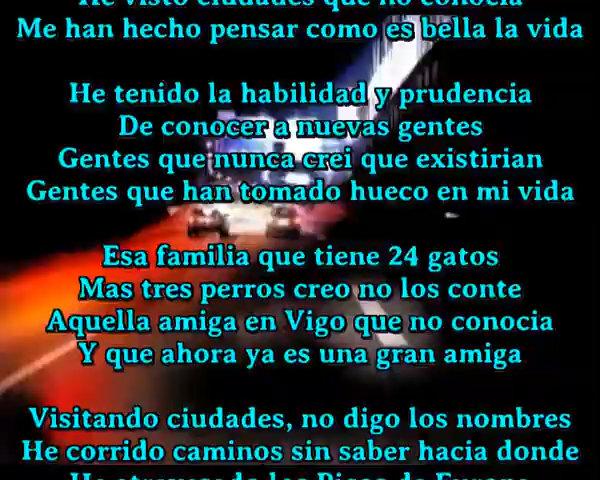 He visto ciudades que no conocia
Me han hecho pensar como es bella la vida
He tenido la habilidad y prudencia
De conocer a nuevas gentes
Gentes que nunca crei que existirian
Gentes que han tomado hueco en mi vida
Esa familia que tiene 24 gatos
Mas tres perros creo no los conte
Aquella amiga en Vigo que no conocia
Y que ahora ya es una gran amiga
Visitando ciudades, no digo los nombres
He corrido caminos sin saber hacia donde
He atravesado los Picos de Europa